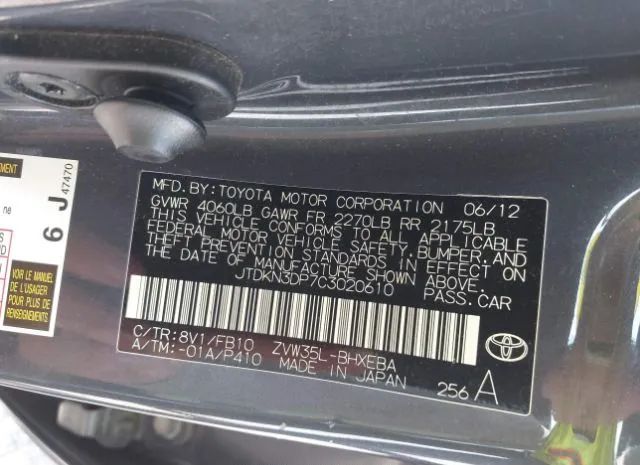 MFD.BY:TOYOTA MOTOR CORPORATION 06/12
GVWR 4060LB GAWR FR 2270LB RR 2175LB
THIS VEHICLE CONFORMS TO ALL APPLICABLE
FEDERAL MOTOR VEHICLE SAFETY,BUMPER,AND
THEFT PREVENTION STANDARDS IN EFFECT ON
THE DATE OF MANUFACTURE SHOWN ABOVE.
JTDKN3DP7C3020610 PASS.CAR
C/TR:8V1/FB10 ZVW35L-BHXEBA
A/TM:-01A/P410 MADE IN JAPAN
256 A
TOYOTA
ne
6 J 47470
LE MANUEL
DE L'USAGER
POUR PLUS DE